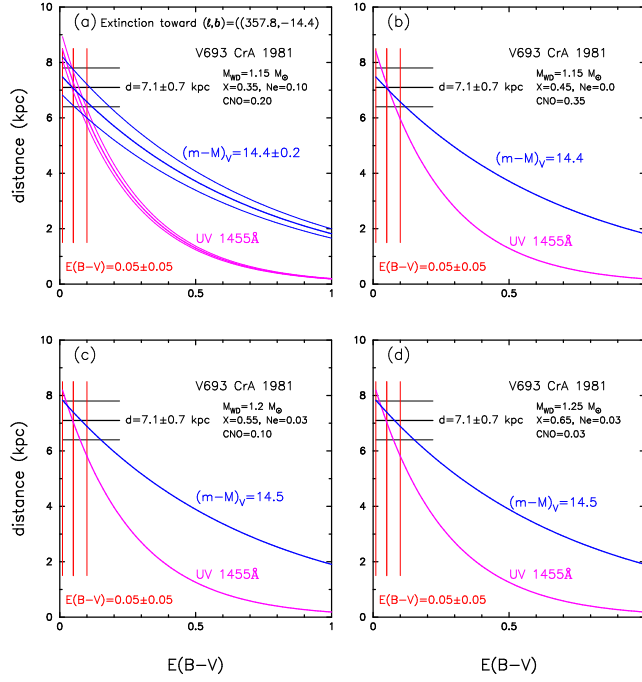 (a) Extinction toward (ℓ,b)=((357.8,−14.4)
V693 CrA 1981
M_WD=1.15 M_⊙
X=0.35, Ne=0.10
CNO=0.20
d=7.1±0.7 kpc
(m−M)_V=14.4±0.2
UV 1455Å
E(B−V)=0.05±0.05
distance (kpc)
10
8
6
4
2
0
0
0.5
1
(b)
V693 CrA 1981
M_WD=1.15 M_⊙
X=0.45, Ne=0.0
CNO=0.35
d=7.1±0.7 kpc
(m−M)_V=14.4
UV 1455Å
E(B−V)=0.05±0.05
0
0.5
(c)
V693 CrA 1981
M_WD=1.2 M_⊙
X=0.55, Ne=0.03
CNO=0.10
d=7.1±0.7 kpc
(m−M)_V=14.5
UV 1455Å
E(B−V)=0.05±0.05
distance (kpc)
10
8
6
4
2
0
0
0.5
1
E(B−V)
(d)
V693 CrA 1981
M_WD=1.25 M_⊙
X=0.65, Ne=0.03
CNO=0.03
d=7.1±0.7 kpc
(m−M)_V=14.5
UV 1455Å
E(B−V)=0.05±0.05
0
0.5
E(B−V)